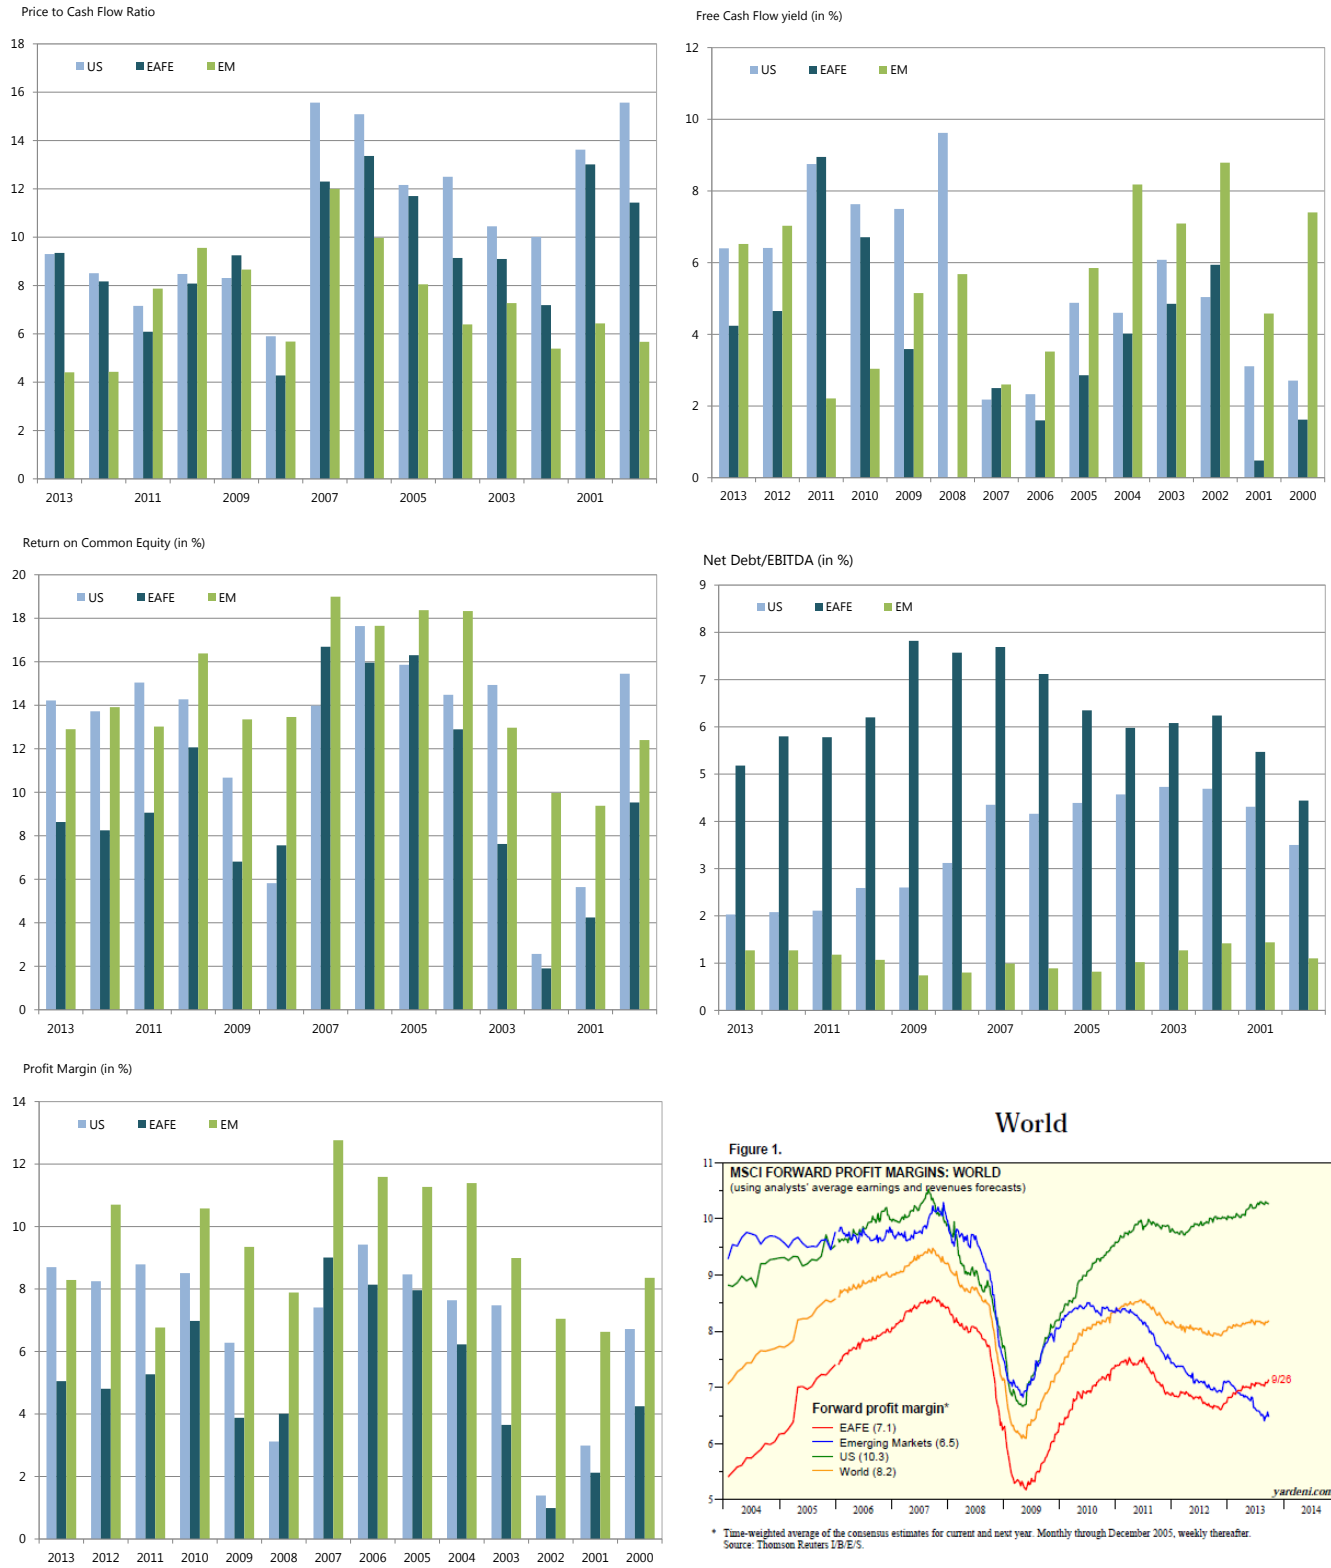 Price to Cash Flow Ratio
18
16
14
12
10
8
6
4
2
0
US EAFE EM
2013 2011 2009 2007 2005 2003 2001
Free Cash Flow yield (in %)
12
10
8
6
4
2
0
US EAFE EM
2013 2012 2011 2010 2009 2008 2007 2006 2005 2004 2003 2002 2001 2000
Return on Common Equity (in %)
20
18
16
14
12
10
8
6
4
2
0
US EAFE EM
2013 2011 2009 2007 2005 2003 2001
Net Debt/EBITDA (in %)
9
8
7
6
5
4
3
2
1
0
US EAFE EM
2013 2011 2009 2007 2005 2003 2001
Profit Margin (in %)
14
12
10
8
6
4
2
0
US EAFE EM
2013 2012 2011 2010 2009 2008 2007 2006 2005 2004 2003 2002 2001 2000
World
Figure 1.
MSCI FORWARD PROFIT MARGINS: WORLD
(using analysts' average earnings and revenues forecasts)
11
10
9
8
7
6
5
9/26
Forward profit margin*
EAFE (7.1)
Emerging Markets (6.5)
US (10.3)
World (8.2)
yardeni.com
2004 2005 2006 2007 2008 2009 2010 2011 2012 2013 2014
* Time-weighted average of the consensus estimates for current and next year. Monthly through December 2005, weekly thereafter.
Source: Thomson Reuters I/B/E/S.